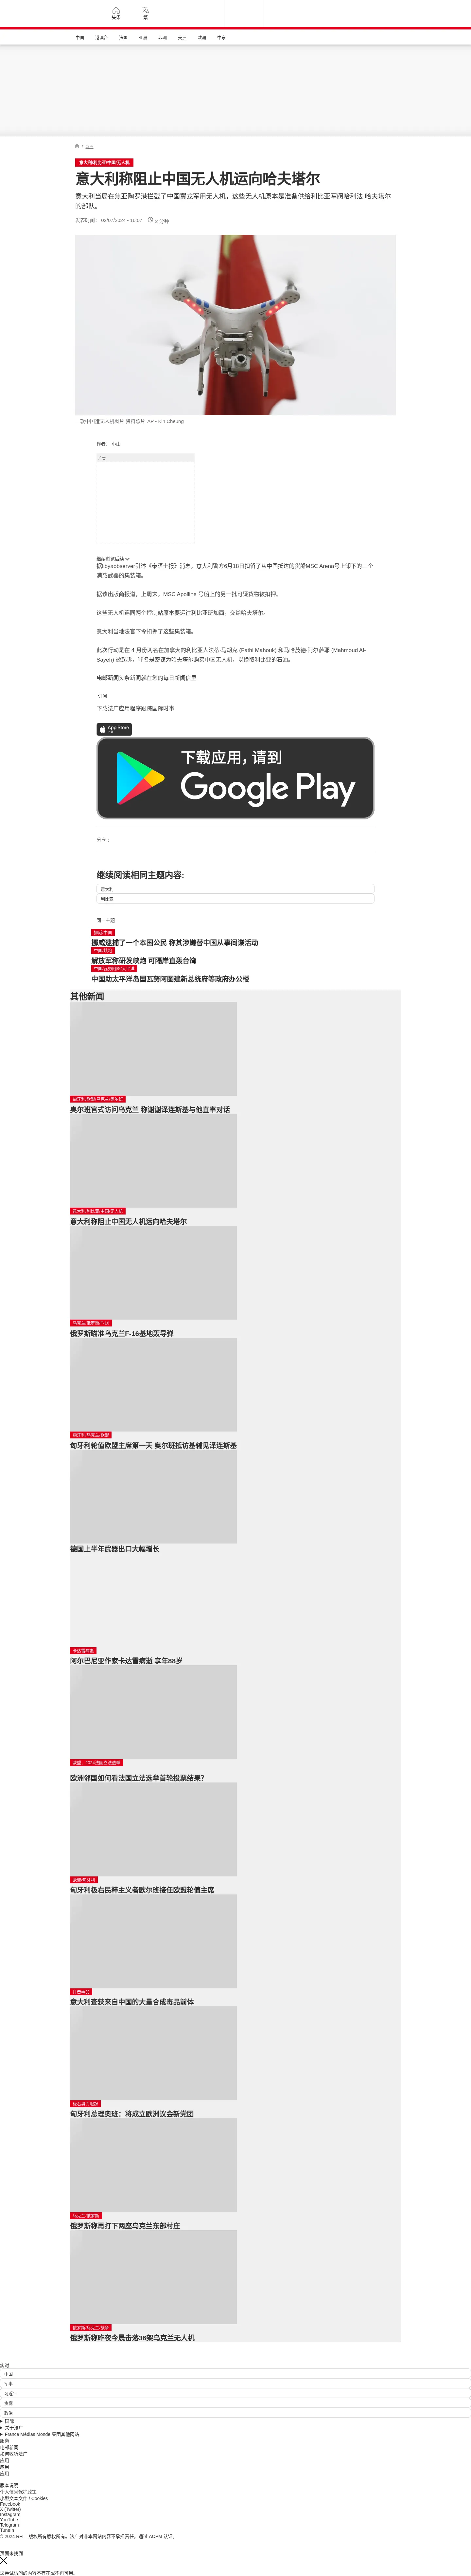 头条
繁
中国
港澳台
法国
亚洲
非洲
美洲
欧洲
中东
/ 欧洲
意大利/利比亚/中国/无人机
意大利称阻止中国无人机运向哈夫塔尔
意大利当局在焦亚陶罗港拦截了中国翼龙军用无人机，这些无人机原本是准备供给利比亚军阀哈利法·哈夫塔尔的部队。
发表时间： 02/07/2024 - 16:07
2 分钟
一款中国造无人机图片 资料照片 AP - Kin Cheung
作者： 小山
广告
继续浏览后续
据libyaobserver引述《泰晤士报》消息，意大利警方6月18日扣留了从中国抵达的货船MSC Arena号上卸下的三个满载武器的集装箱。
据该出版商报道，上周末，MSC Apolline 号船上的另一批可疑货物被扣押。
这些无人机连同两个控制站原本要运往利比亚班加西，交给哈夫塔尔。
意大利当地法官下令扣押了这些集装箱。
此次行动是在 4 月份两名在加拿大的利比亚人法蒂·马胡克 (Fathi Mahouk) 和马哈茂德·阿尔萨耶 (Mahmoud Al-Sayeh) 被起诉，罪名是密谋为哈夫塔尔购买中国无人机，以换取利比亚的石油。
电邮新闻头条新闻就在您的每日新闻信里
订阅
下载法广应用程序跟踪国际时事
App Store
下载应用，请到
Google Play
分享 :
继续阅读相同主题内容:
意大利
利比亚
同一主题
挪威/中国
挪威逮捕了一个本国公民 称其涉嫌替中国从事间谍活动
中国/峡炮
解放军称研发峡炮 可隔岸直轰台湾
中国/瓦努阿图/太平洋
中国助太平洋岛国瓦努阿图建新总统府等政府办公楼
其他新闻
匈牙利/欧盟/乌克兰/奥尔班
奥尔班官式访问乌克兰 称谢谢泽连斯基与他直率对话
意大利/利比亚/中国/无人机
意大利称阻止中国无人机运向哈夫塔尔
乌克兰/俄罗斯/F-16
俄罗斯瞄准乌克兰F-16基地轰导弹
匈牙利/乌克兰/欧盟
匈牙利轮值欧盟主席第一天 奥尔班抵访基辅见泽连斯基
德国上半年武器出口大幅增长
卡达雷病逝
阿尔巴尼亚作家卡达雷病逝 享年88岁
欧盟、2024法国立法选举
欧洲邻国如何看法国立法选举首轮投票结果?
欧盟/匈牙利
匈牙利极右民粹主义者欧尔班接任欧盟轮值主席
打击毒品
意大利查获来自中国的大量合成毒品前体
极右势力崛起
匈牙利总理奥班：将成立欧洲议会新党团
乌克兰/俄罗斯
俄罗斯称再打下两座乌克兰东部村庄
俄罗斯/乌克兰/战争
俄罗斯称昨夜今晨击落36架乌克兰无人机
实时
中国
军事
习近平
贪腐
政治
国际
关于法广
France Médias Monde 集团其他网站
服务
电邮新闻
如何收听法广
应用
应用
应用
版本说明
个人信息保护政策
小型文本文件 / Cookies
Facebook
X (Twitter)
Instagram
YouTube
Telegram
TuneIn
© 2024 RFI – 版权所有版权所有。法广对非本网站内容不承担责任。通过 ACPM 认证。
页面未找到
您尝试访问的内容不存在或不再可用。